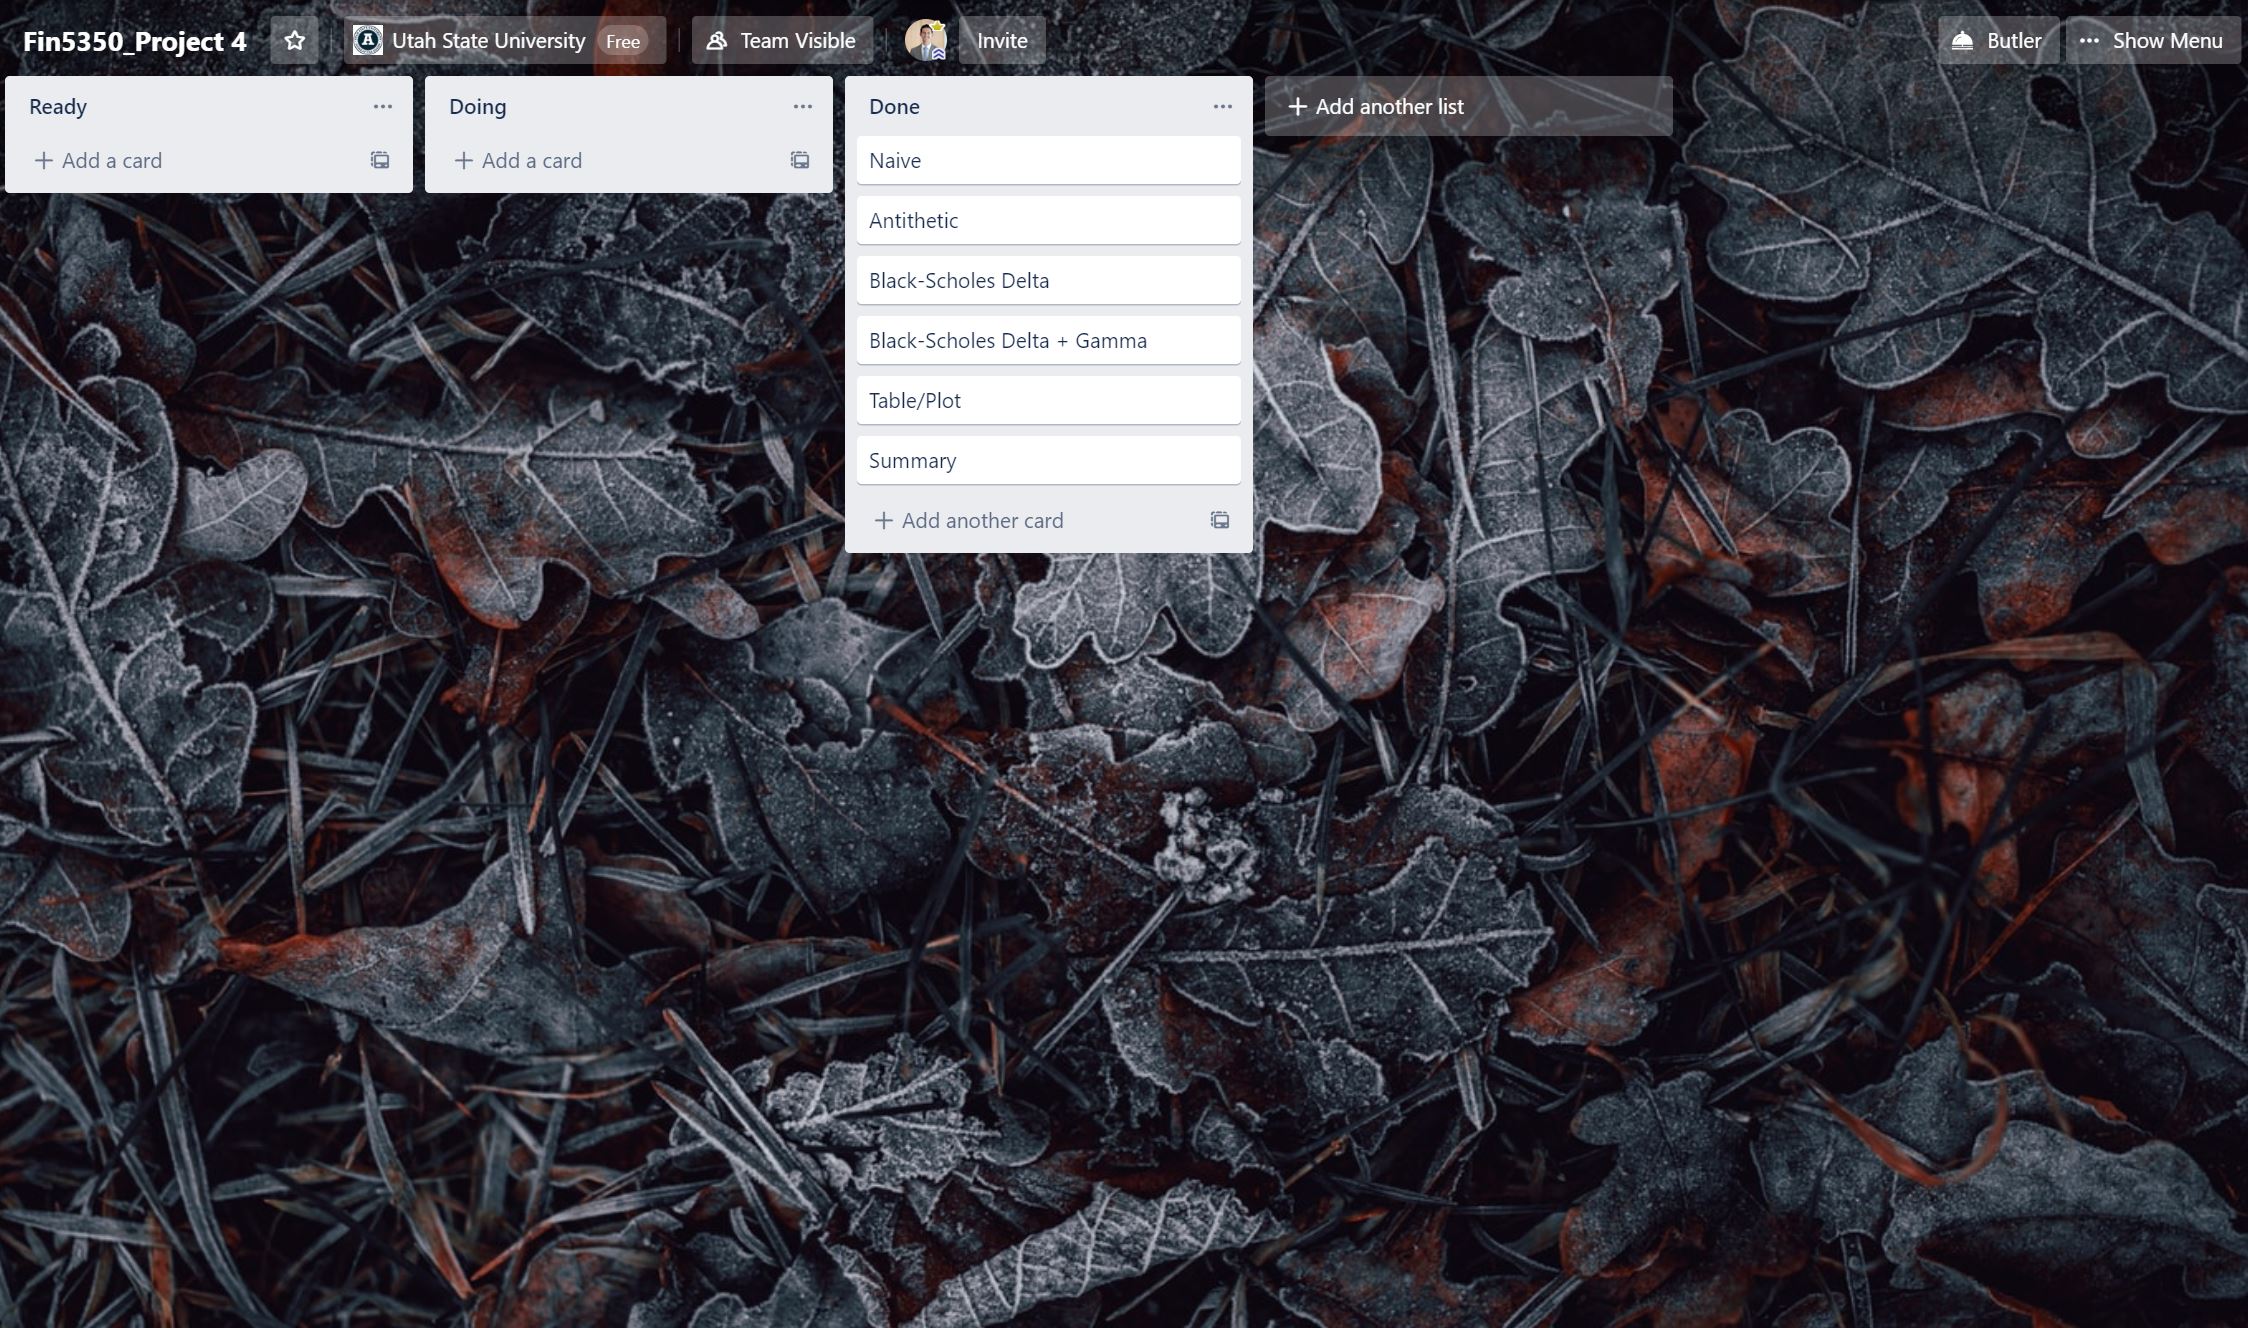 Fin5350_Project 4
Utah State University Free
Team Visible
Invite
Butler
Show Menu
Ready
Add a card
Doing
Add a card
Done
Naive
Antithetic
Black-Scholes Delta
Black-Scholes Delta + Gamma
Table/Plot
Summary
Add another card
Add another list